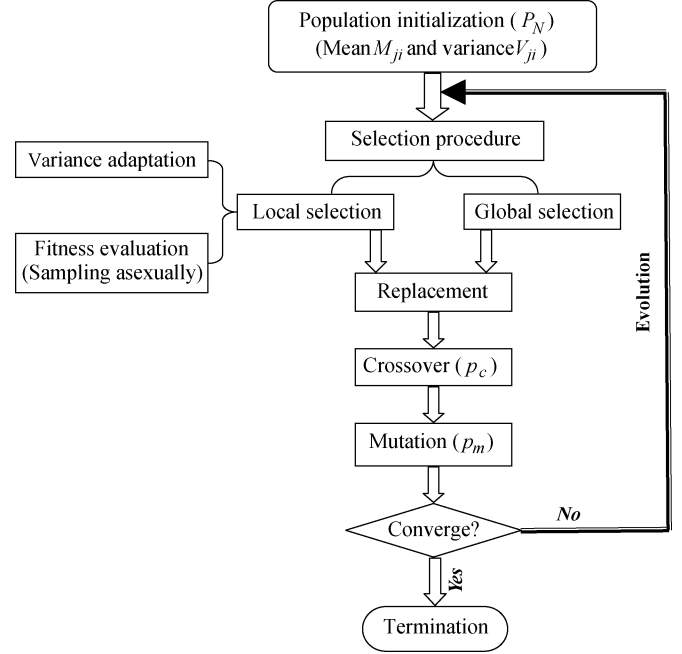 Population initialization ( P_N )
(Mean M_ji and variance V_ji )
Selection procedure
Variance adaptation
Local selection
Global selection
Fitness evaluation
(Sampling asexually)
Replacement
Crossover ( p_c )
Mutation ( p_m )
Converge?
No
Evolution
Yes
Termination